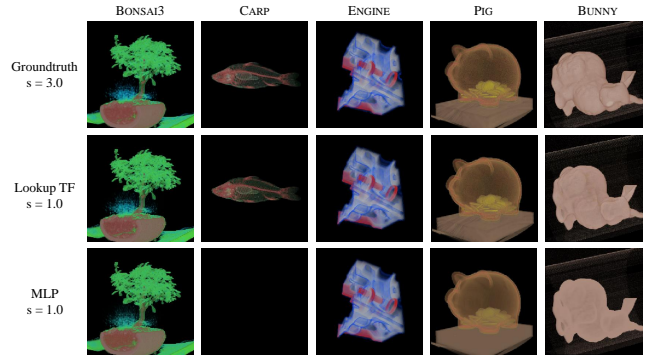 BONSAI3 CARP ENGINE PIG BUNNY
Groundtruth
s = 3.0
Lookup TF
s = 1.0
MLP
s = 1.0